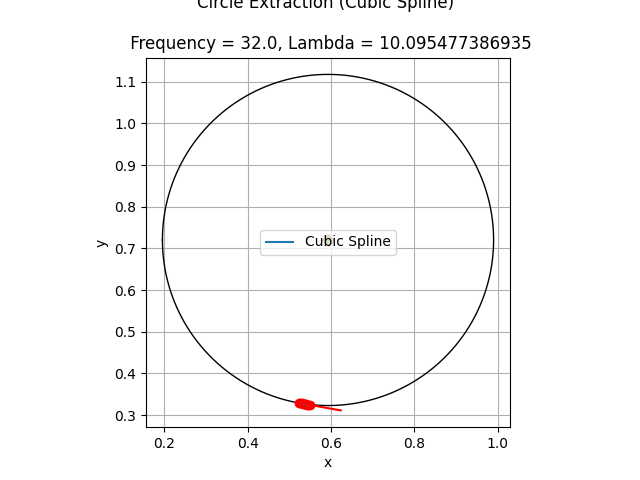 Circle Extraction (Cubic Spline)
Frequency = 32.0, Lambda = 10.095477386935
1.1
1.0
0.9
0.8
0.7
0.6
0.5
0.4
0.3
y
Cubic Spline
0.2 0.4 0.6 0.8 1.0
x